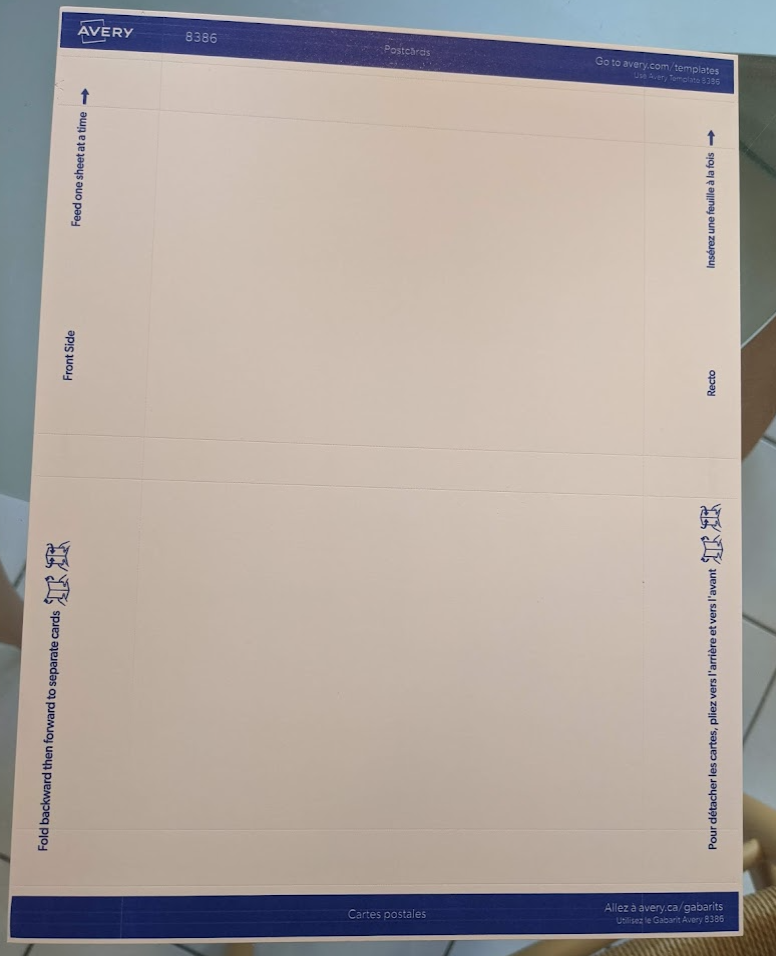 AVERY
8386
Postcards
Go to avery.com/templates
Use Avery Template 8386
Feed one sheet at a time
Insérez une feuille à la fois
Front Side
Recto
Fold backward then forward to separate cards
Pour détacher les cartes, pliez vers l'arrière et vers l'avant
Cartes postales
Allez à avery.ca/gabarits
Utilisez le Gabarit Avery 8386